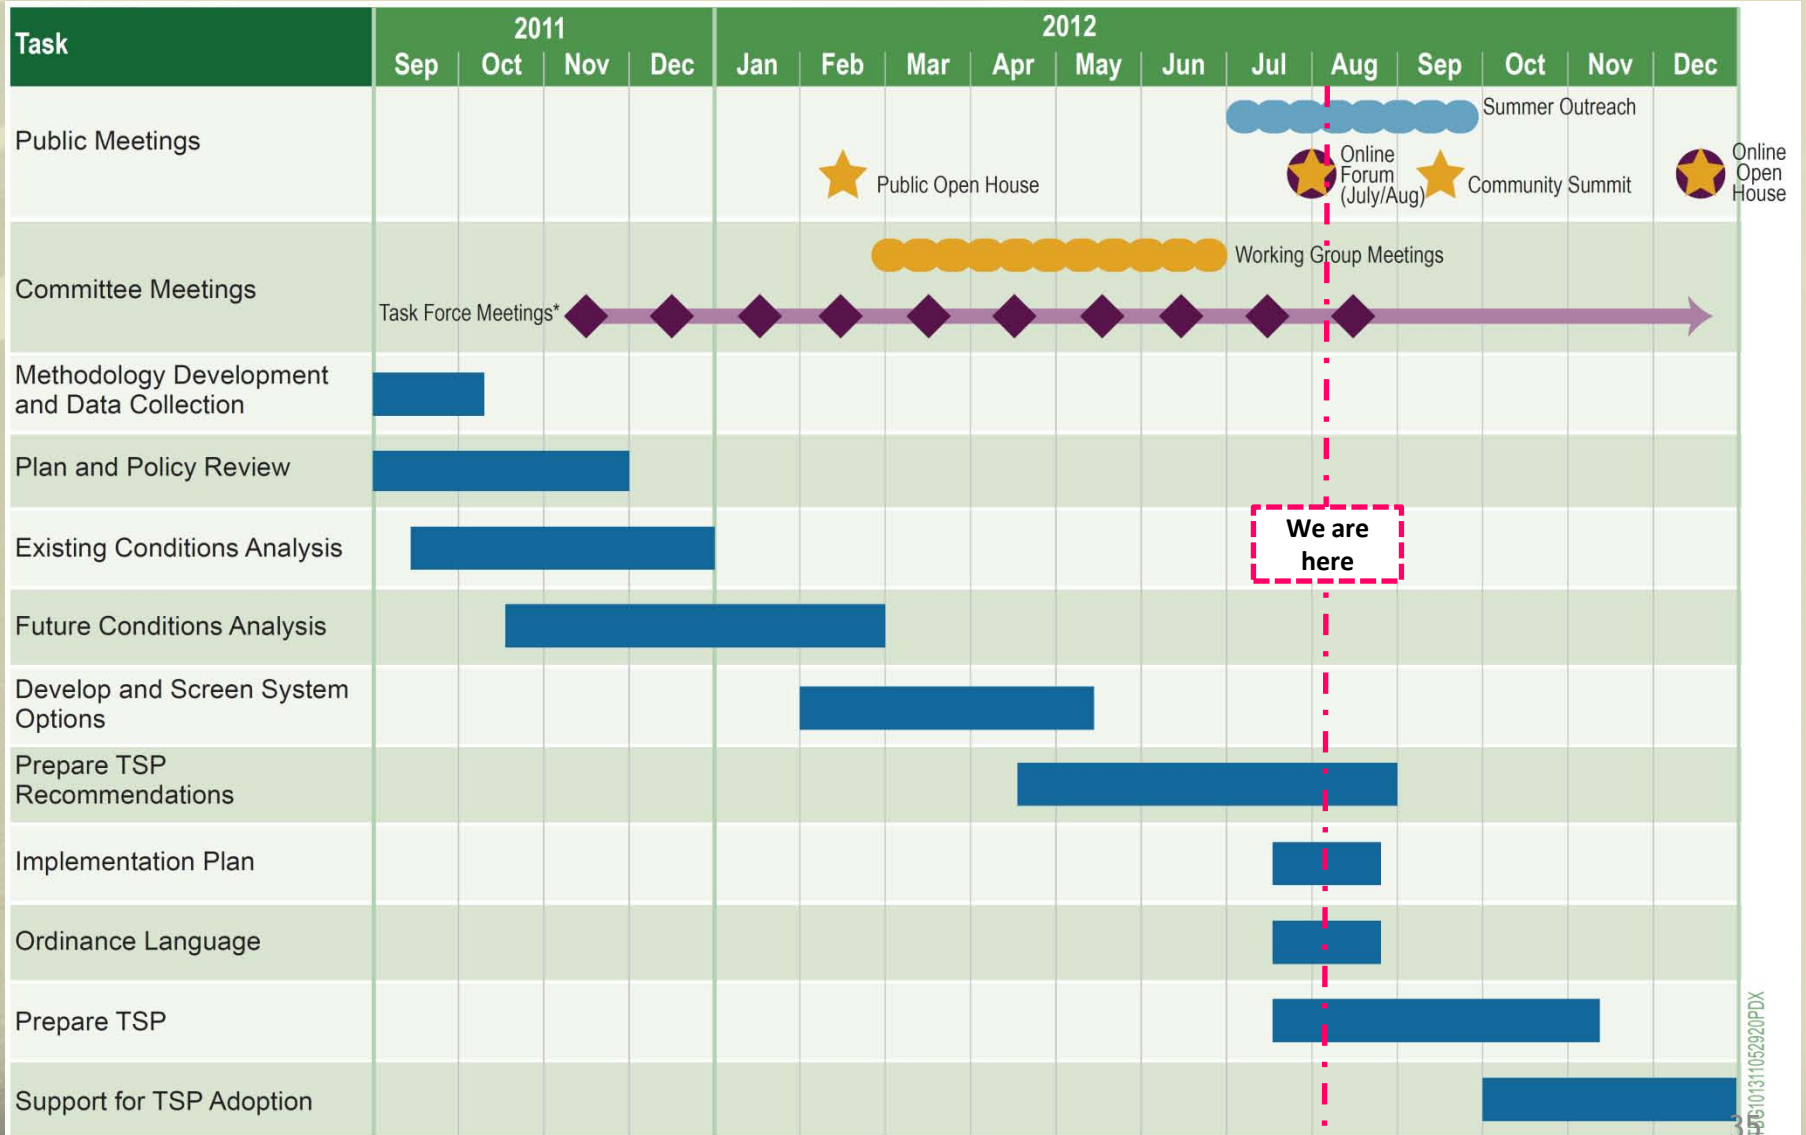 Task
2011
2012
Sep Oct Nov Dec Jan Feb Mar Apr May Jun Jul Aug Sep Oct Nov Dec
Public Meetings
Summer Outreach
Public Open House
Online
Forum
(July/Aug)
Community Summit
Online
Open
House
Committee Meetings
Working Group Meetings
Task Force Meetings*
Methodology Development
and Data Collection
Plan and Policy Review
Existing Conditions Analysis
We are
here
Future Conditions Analysis
Develop and Screen System
Options
Prepare TSP
Recommendations
Implementation Plan
Ordinance Language
Prepare TSP
Support for TSP Adoption
35